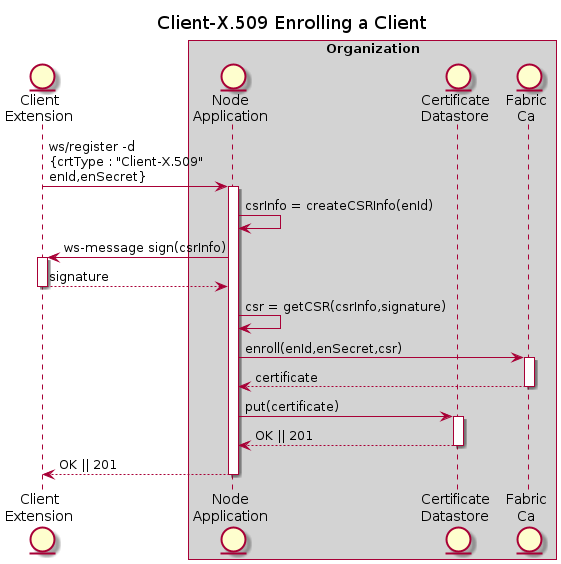 Client-X.509 Enrolling a Client
Organization
Client
Extension
Node
Application
Certificate
Datastore
Fabric
Ca
ws/register -d
{crtType : "Client-X.509"
enId,enSecret}
csrInfo = createCSRInfo(enId)
ws-message sign(csrInfo)
signature
csr = getCSR(csrInfo,signature)
enroll(enId,enSecret,csr)
certificate
put(certificate)
OK || 201
OK || 201
Client
Extension
Node
Application
Certificate
Datastore
Fabric
Ca